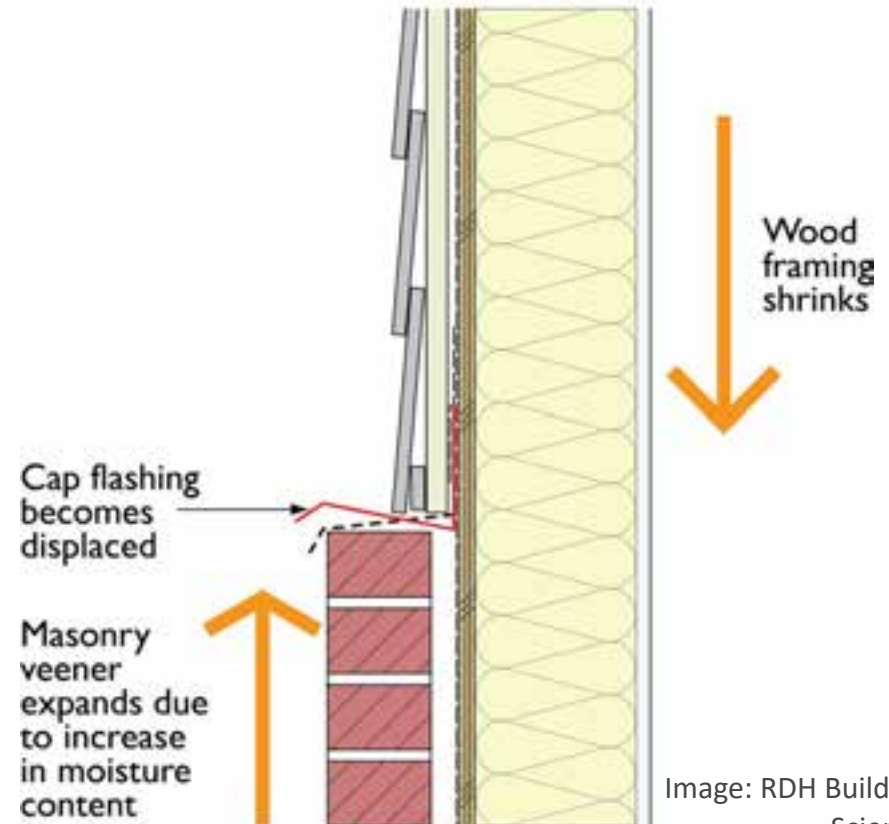 Wood
framing
shrinks
Cap flashing
becomes
displaced
Masonry
veener
expands due
to increase
in moisture
content
Image: RDH Build